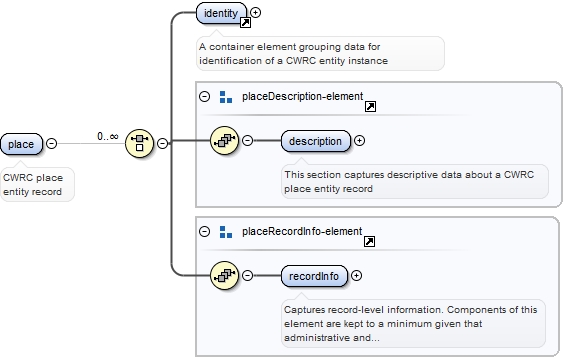 identity
A container element grouping data for
identification of a CWRC entity instance
placeDescription-element
place
0..∞
description
CWRC place
entity record
This section captures descriptive data about a CWRC
place entity record
placeRecordInfo-element
recordInfo
Captures record-level information. Components of this
element are kept to a minimum given that
administrative and...